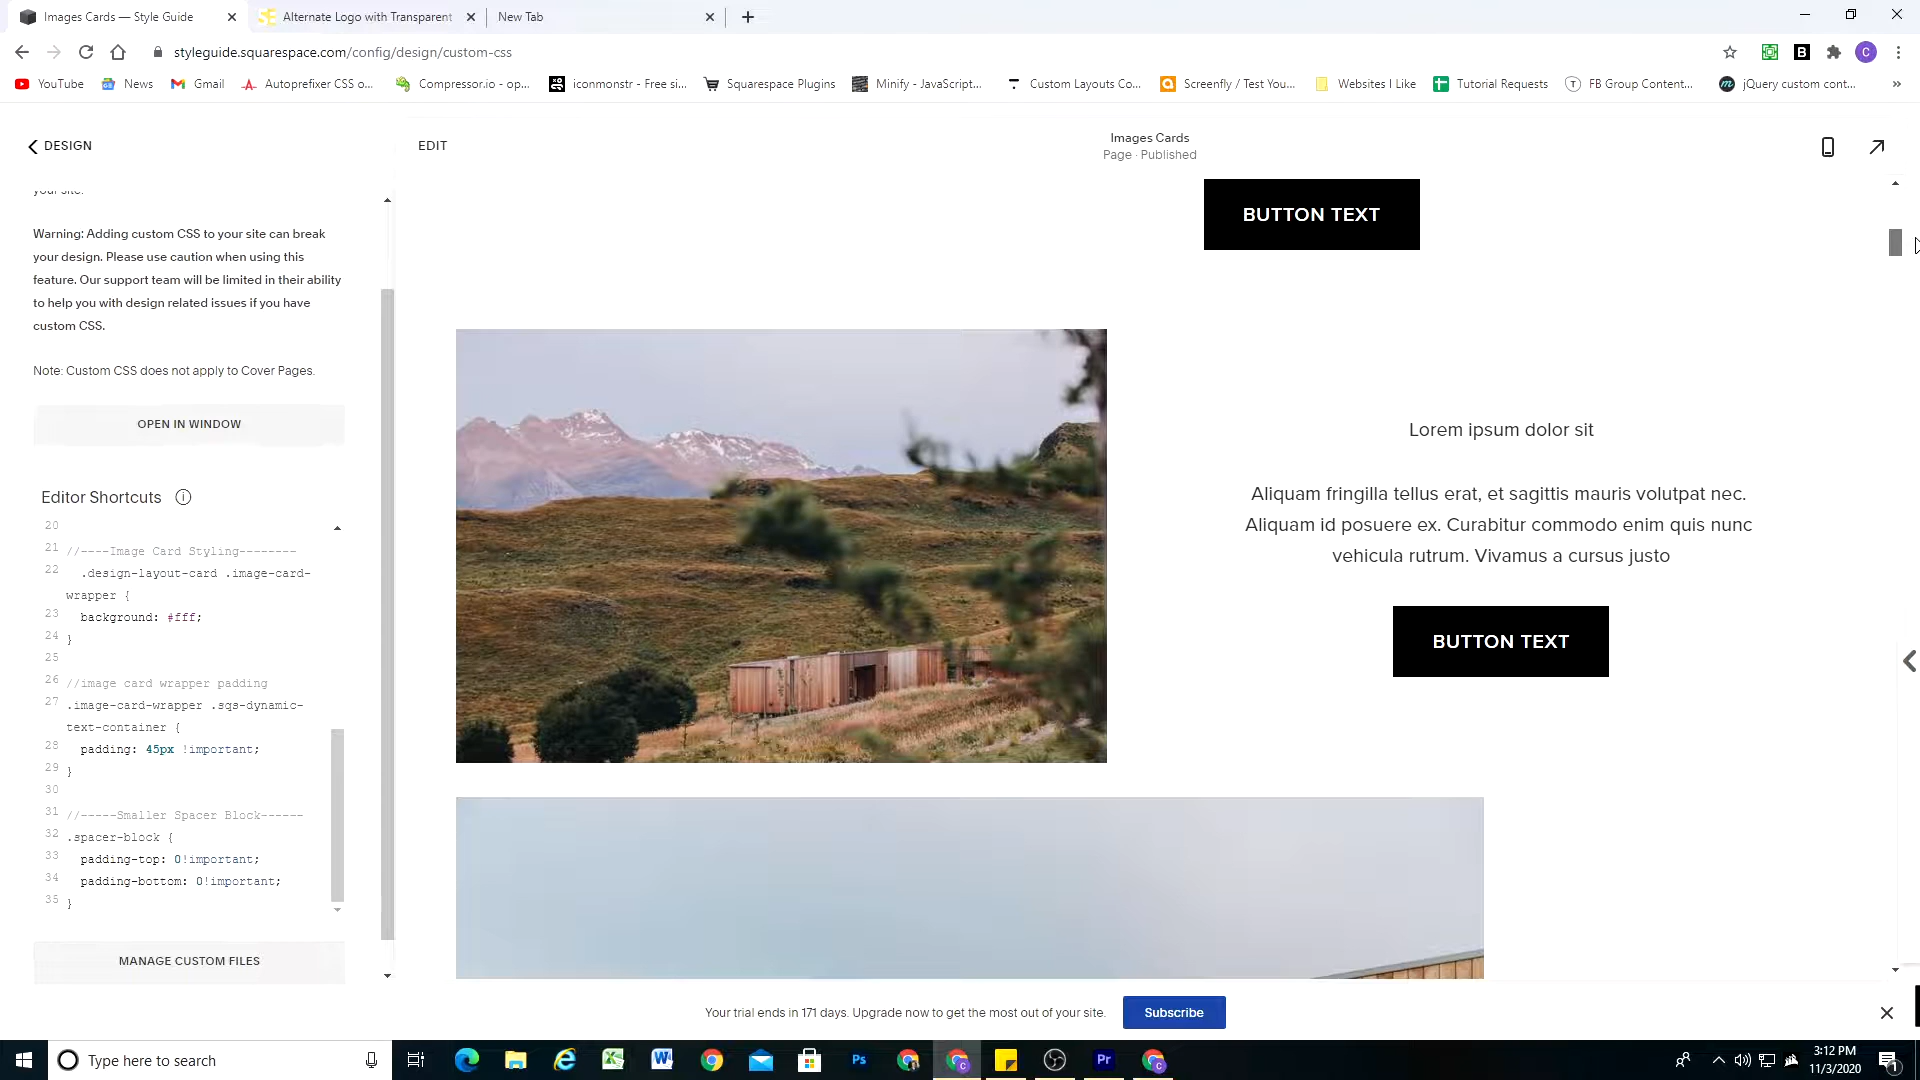 Images Cards — Style Guide
Alternate Logo with Transparent
New Tab
styleguide.squarespace.com/config/design/custom-css
C
YouTube
News
Gmail
Autoprefixer CSS o...
Compressor.io - op...
iconmonstr - Free si...
Squarespace Plugins
Minify - JavaScript...
Custom Layouts Co...
Screenfly / Test You...
Websites I Like
Tutorial Requests
FB Group Content...
jQuery custom cont...
DESIGN
EDIT
Images Cards
Page · Published
your site.
Warning: Adding custom CSS to your site can break
your design. Please use caution when using this
feature. Our support team will be limited in their ability
to help you with design related issues if you have
custom CSS.
Note: Custom CSS does not apply to Cover Pages.
OPEN IN WINDOW
Editor Shortcuts
20
21 //----Image Card Styling--------
22 .design-layout-card .image-card-
wrapper {
23 background: #fff;
24 }
25
26 //image card wrapper padding
27 .image-card-wrapper .sqs-dynamic-
text-container {
28 padding: 45px !important;
29 }
30
31 //-----Smaller Spacer Block------
32 .spacer-block {
33 padding-top: 0!important;
34 padding-bottom: 0!important;
35 }
MANAGE CUSTOM FILES
BUTTON TEXT
Lorem ipsum dolor sit
Aliquam fringilla tellus erat, et sagittis mauris volutpat nec.
Aliquam id posuere ex. Curabitur commodo enim quis nunc
vehicula rutrum. Vivamus a cursus justo
BUTTON TEXT
Your trial ends in 171 days. Upgrade now to get the most out of your site.
Subscribe
Type here to search
Ps
Pr
3:12 PM
11/3/2020
1